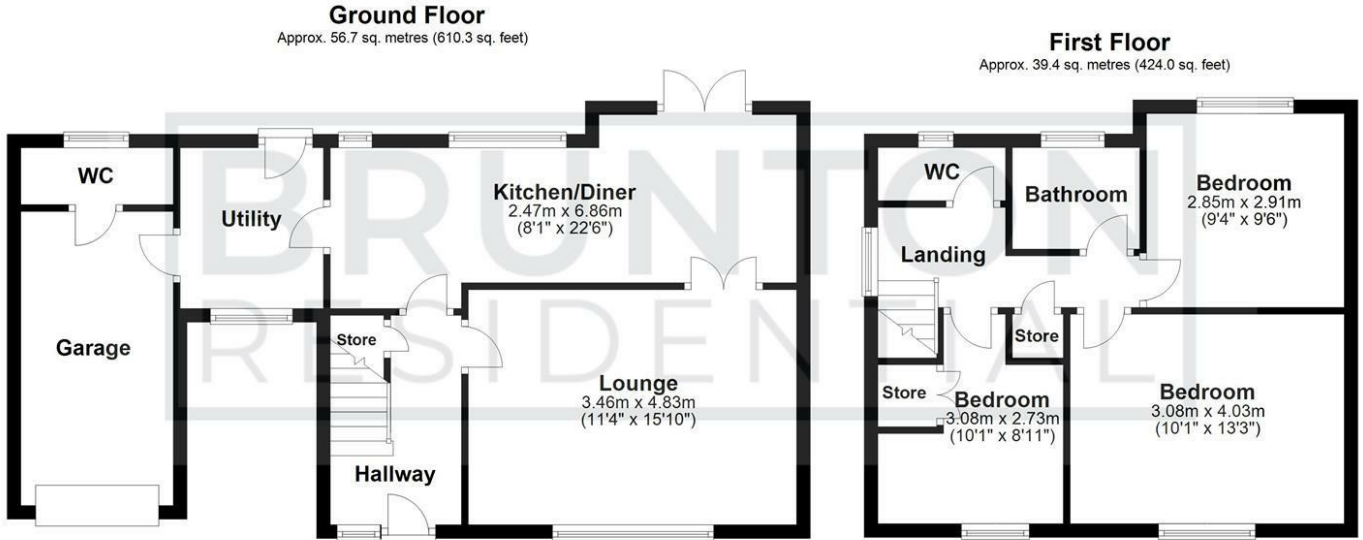 Ground Floor
Approx. 56.7 sq. metres (610.3 sq. feet)
WC
Utility
Kitchen/Diner
2.47m x 6.86m
(8'1" x 22'6")
Garage
Store
Lounge
3.46m x 4.83m
(11'4" x 15'10")
Hallway
First Floor
Approx. 39.4 sq. metres (424.0 sq. feet)
WC
Bathroom
Bedroom
2.85m x 2.91m
(9'4" x 9'6")
Landing
Store
Store
Bedroom
3.08m x 2.73m
(10'1" x 8'11")
Bedroom
3.08m x 4.03m
(10'1" x 13'3")
BRUNTON
RESIDENTIAL